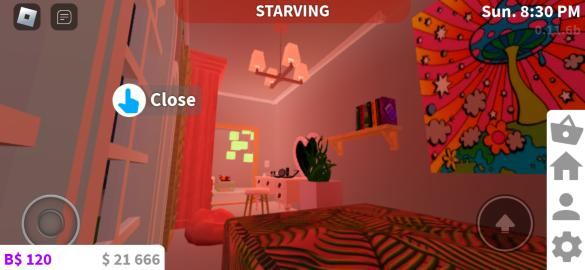 STARVING
Sun. 8:30 PM
0.11.6b
Close
B$ 120
$ 21 666